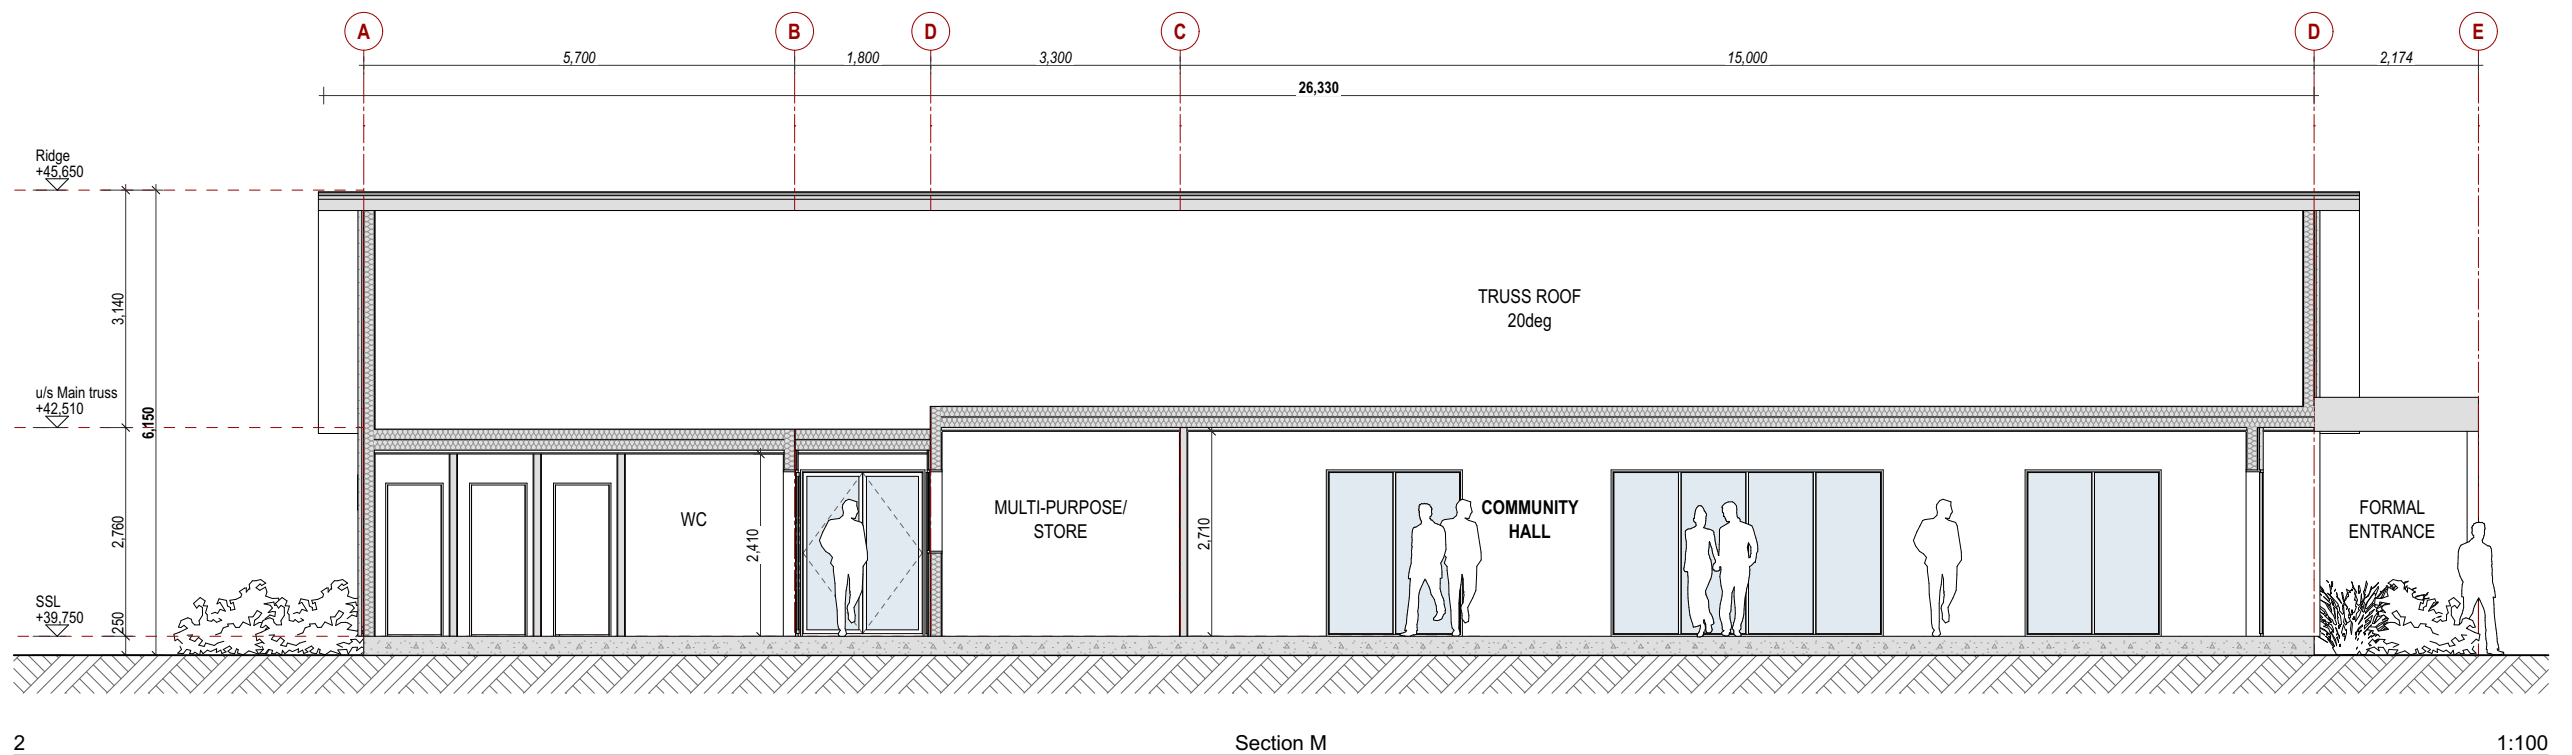 A B D C D E
5,700 1,800 3,300 15,000 2,174
26,330
Ridge
+45,650
3,140
6,150
u/s Main truss
+42,510
2,760
SSL
+39,750
250
TRUSS ROOF
20deg
WC
2,410
MULTI-PURPOSE/
STORE
2,710
COMMUNITY
HALL
FORMAL
ENTRANCE
2 Section M 1:100